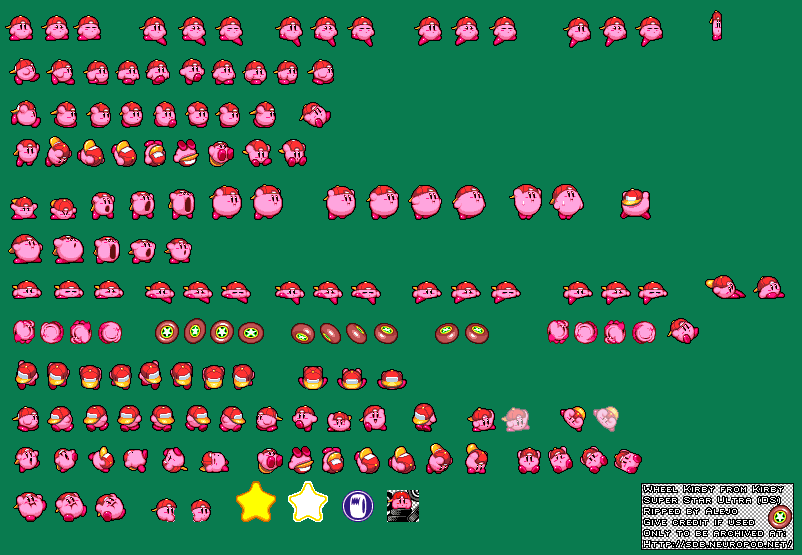 Wheel Kirby from Kirby
Super Star Ultra (DS)
Ripped by Alejo
Give credit if used
Only to be archived at:
Http://sdb.neuropod.net/